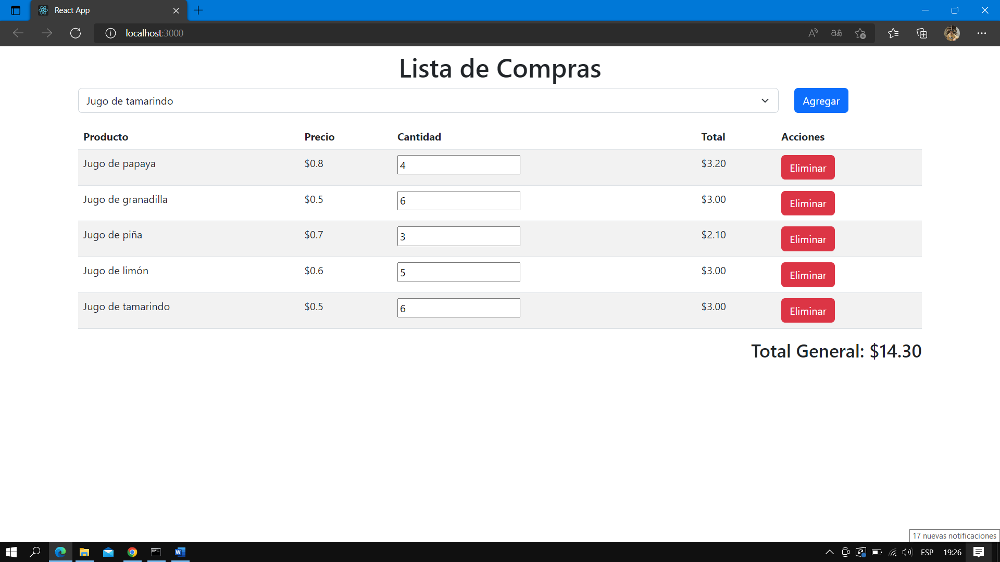 React App
localhost:3000
Lista de Compras
Jugo de tamarindo
Agregar
Producto Precio Cantidad Total Acciones
Jugo de papaya $0.8 4 $3.20 Eliminar
Jugo de granadilla $0.5 6 $3.00 Eliminar
Jugo de piña $0.7 3 $2.10 Eliminar
Jugo de limón $0.6 5 $3.00 Eliminar
Jugo de tamarindo $0.5 6 $3.00 Eliminar
Total General: $14.30
17 nuevas notificaciones
ESP 19:26